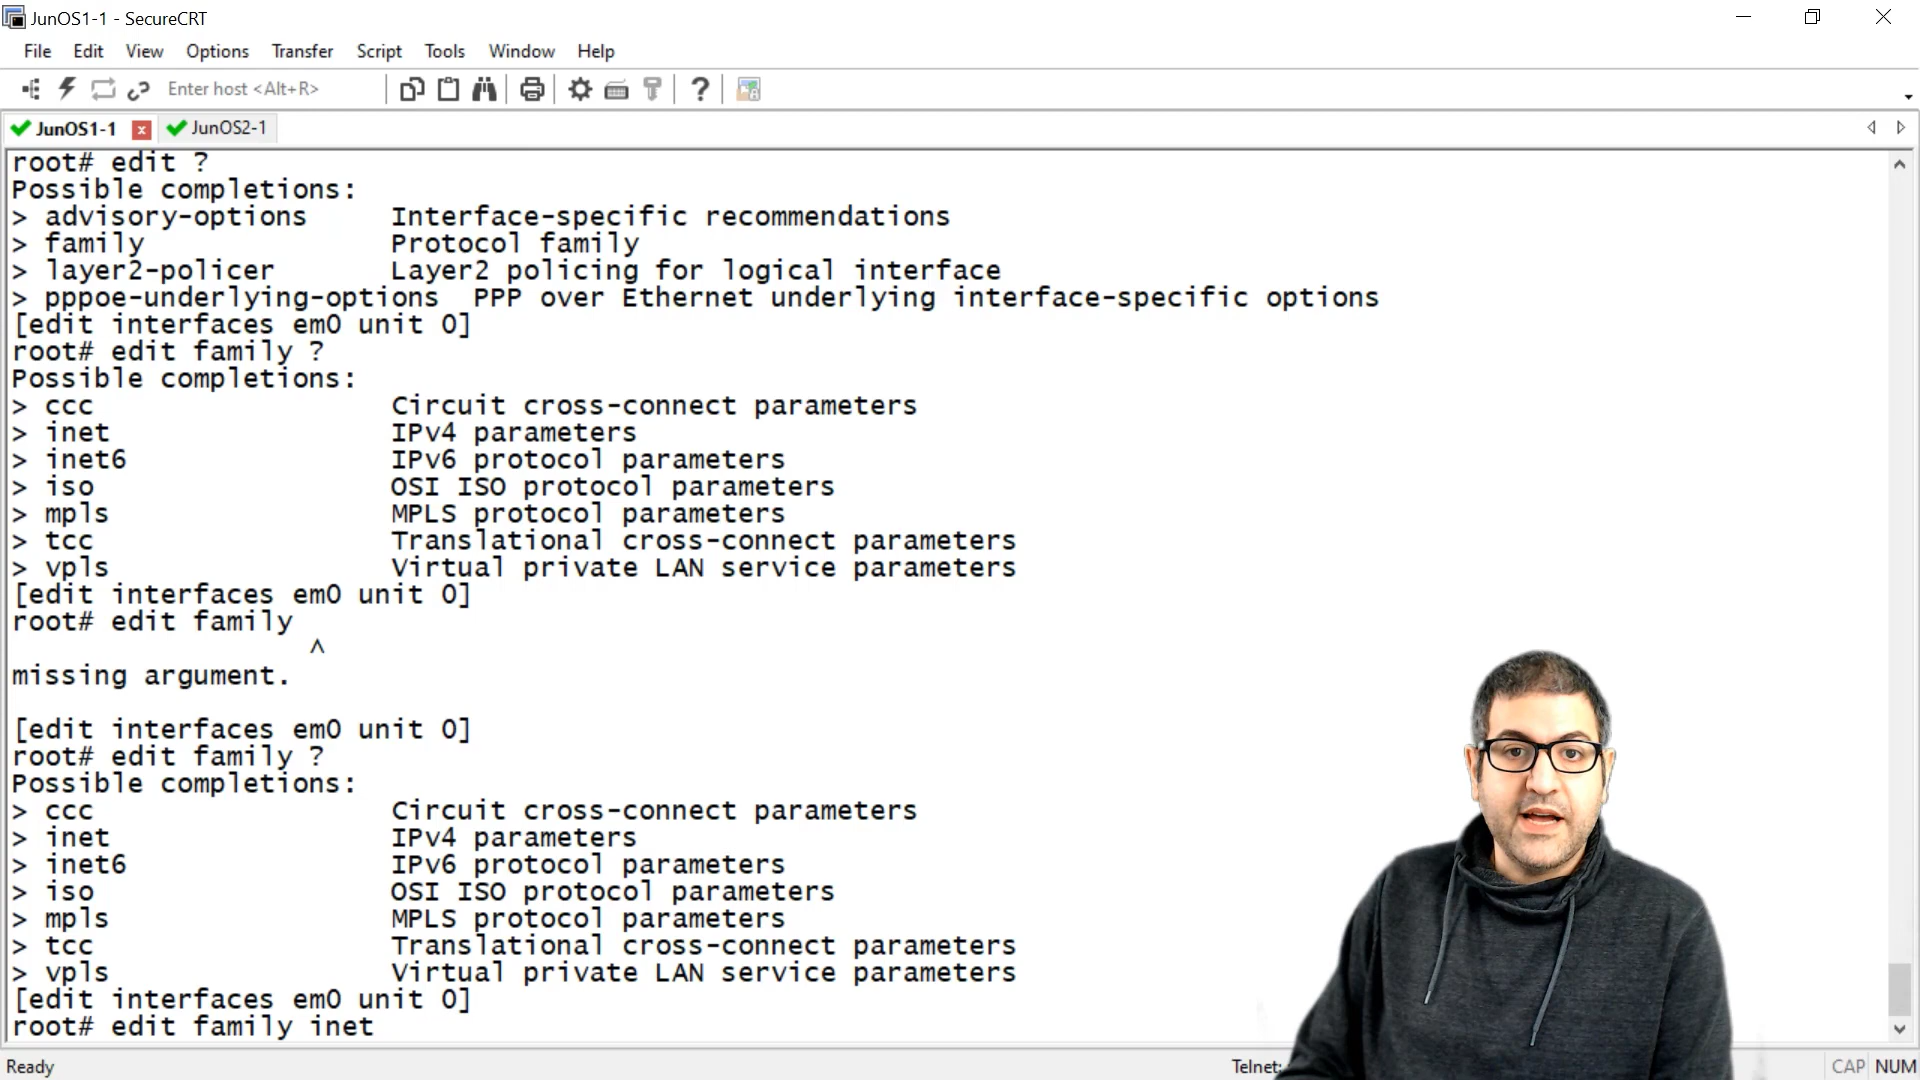 JunOS1-1 - SecureCRT
File Edit View Options Transfer Script Tools Window Help
Enter host <Alt+R>
JunOS1-1 x JunOS2-1
root# edit ?
Possible completions:
> advisory-options Interface-specific recommendations
> family Protocol family
> layer2-policer Layer2 policing for logical interface
> pppoe-underlying-options PPP over Ethernet underlying interface-specific options
[edit interfaces em0 unit 0]
root# edit family ?
Possible completions:
> ccc Circuit cross-connect parameters
> inet IPv4 parameters
> inet6 IPv6 protocol parameters
> iso OSI ISO protocol parameters
> mpls MPLS protocol parameters
> tcc Translational cross-connect parameters
> vpls Virtual private LAN service parameters
[edit interfaces em0 unit 0]
root# edit family
^
missing argument.
[edit interfaces em0 unit 0]
root# edit family ?
Possible completions:
> ccc Circuit cross-connect parameters
> inet IPv4 parameters
> inet6 IPv6 protocol parameters
> iso OSI ISO protocol parameters
> mpls MPLS protocol parameters
> tcc Translational cross-connect parameters
> vpls Virtual private LAN service parameters
[edit interfaces em0 unit 0]
root# edit family inet
Ready Telnet: CAP NUM